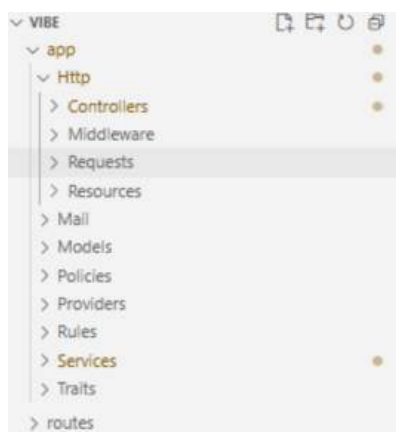 VIBE
app
Http
Controllers
Middleware
Requests
Resources
Mail
Models
Policies
Providers
Rules
Services
Traits
routes